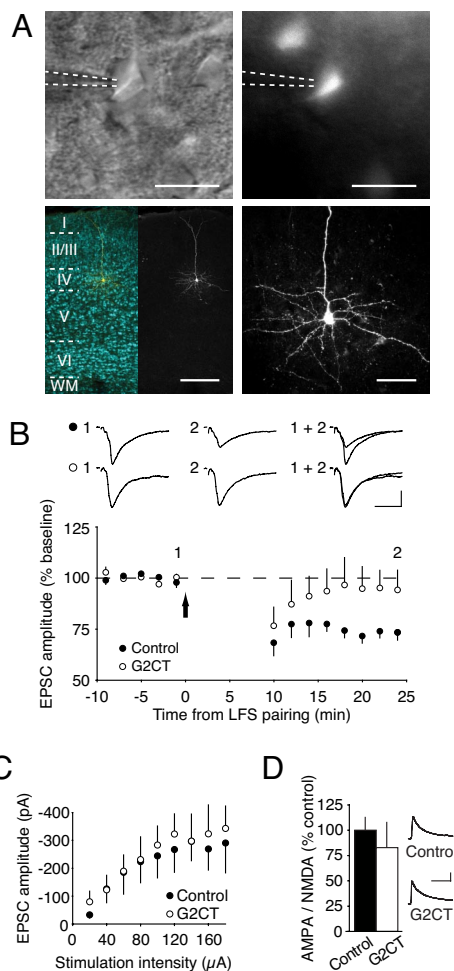 A
I
II/III
IV
V
VI
WM
B
1 2 1 + 2
1 2 1 + 2
EPSC amplitude (% baseline)
125
100
75
50
1 2
Control
G2CT
-10 -5 0 5 10 15 20 25
Time from LFS pairing (min)
C
EPSC amplitude (pA)
-400
-300
-200
-100
-0
Control
G2CT
0 40 80 120 160
Stimulation intensity (µA)
D
AMPA / NMDA (% control)
125
100
75
50
25
0
Control
G2CT
Control
G2CT